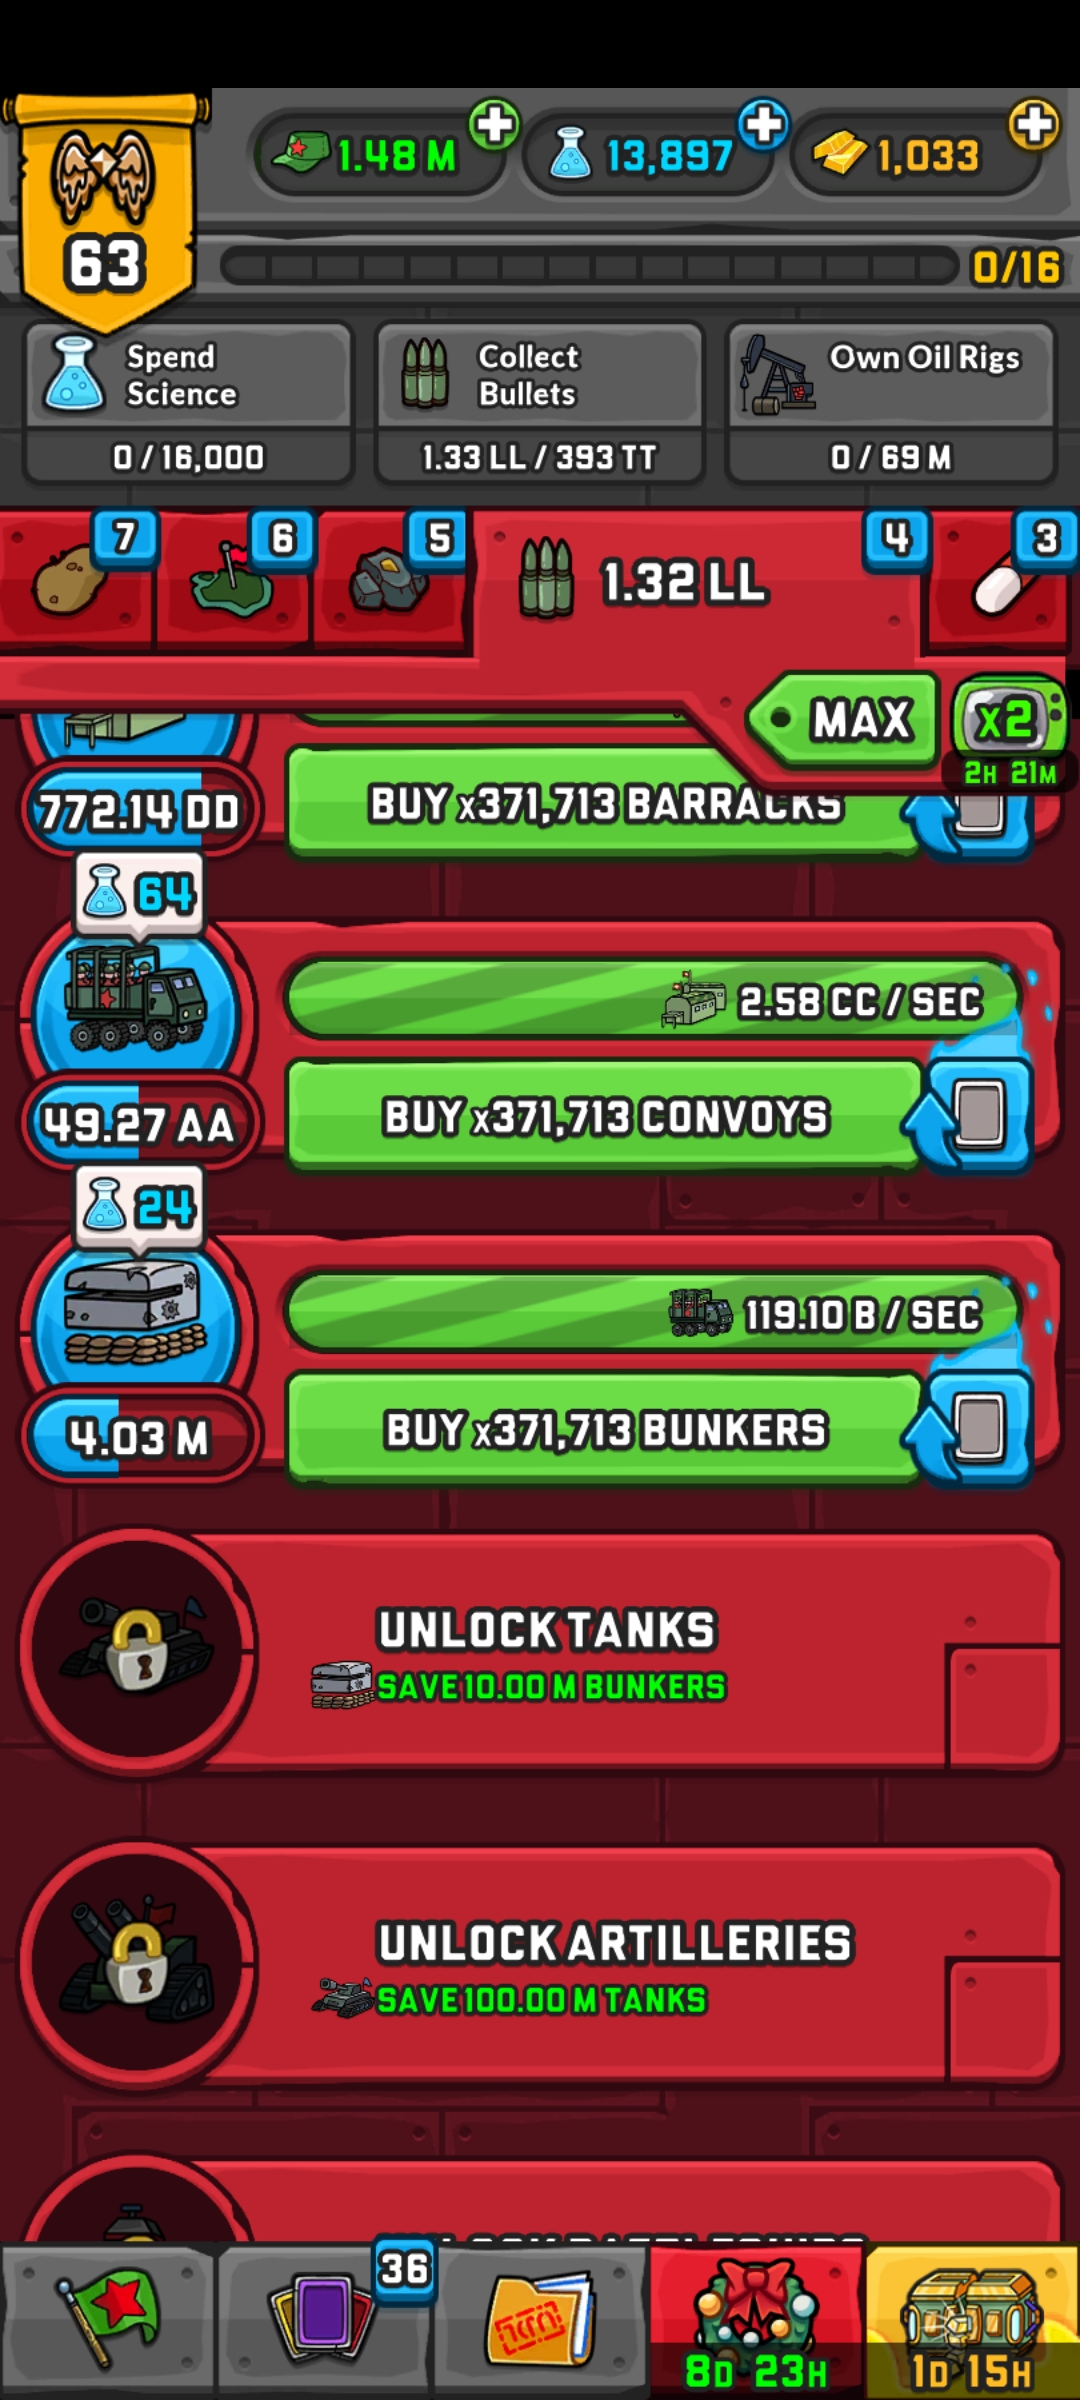 1.48 M
13,897
1,033
63
0/16
Spend
Science
0 / 16,000
Collect
Bullets
1.33 LL / 393 TT
Own Oil Rigs
0 / 69 M
7
6
5
1.32 LL
4
3
MAX
x2
2H 21M
772.14 DD
BUY x371,713 BARRACKS
64
2.58 CC / SEC
49.27 AA
BUY x371,713 CONVOYS
24
119.10 B / SEC
4.03 M
BUY x371,713 BUNKERS
UNLOCK TANKS
SAVE 10.00 M BUNKERS
UNLOCK ARTILLERIES
SAVE 100.00 M TANKS
36
8D 23H
1D 15H